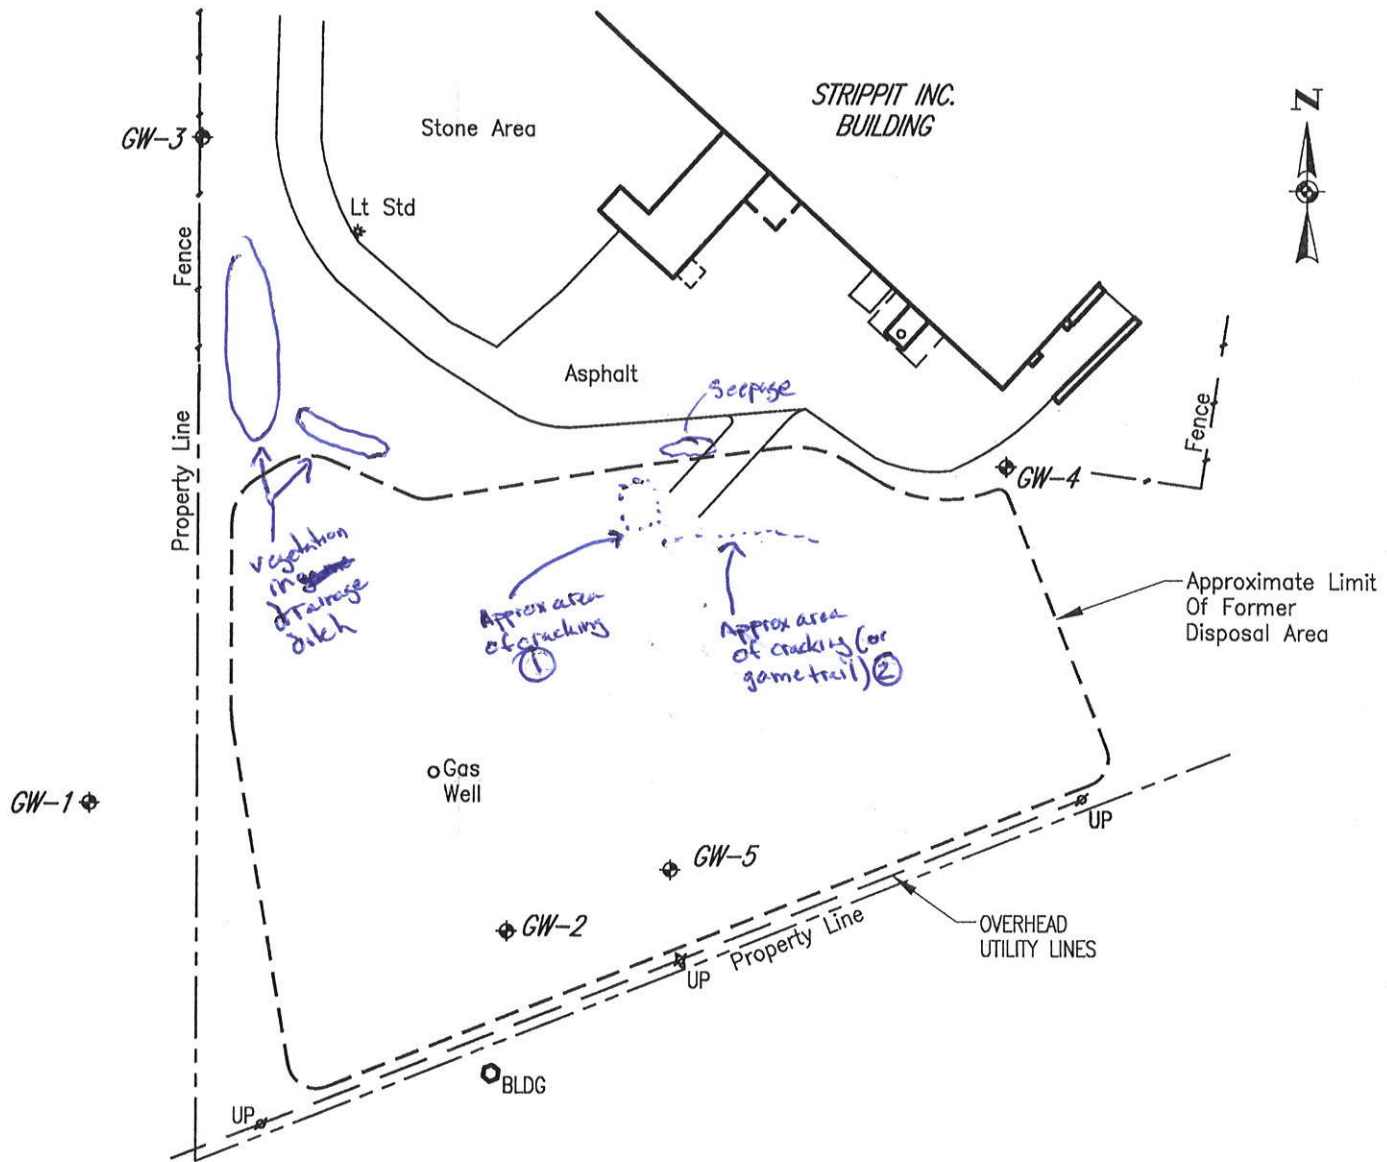 STRIPPIT INC.
BUILDING
N
Stone Area
GW-3
Lt Std
Fence
Asphalt
Seepage
Fence
GW-4
Property Line
vegetation
in
drainage
ditch
Approx area
of cracking
1
Approx area
of cracking (or
game trail) 2
Approximate Limit
Of Former
Disposal Area
Gas
Well
GW-1
UP
GW-5
GW-2
OVERHEAD
UTILITY LINES
Property Line
UP
BLDG
UP